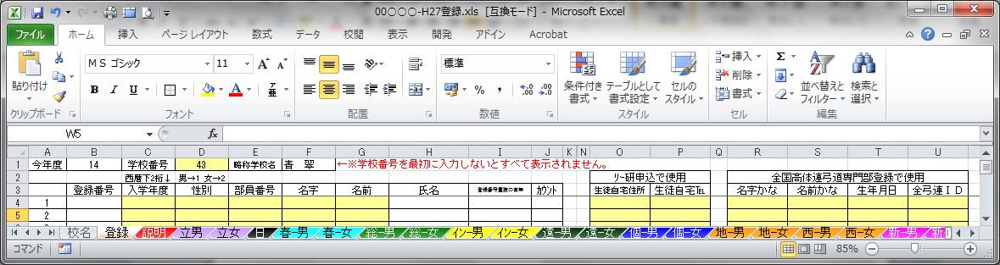 00○○○-H27登録.xls [互換モード] - Microsoft Excel
ファイル ホーム 挿入 ページ レイアウト 数式 データ 校閲 表示 開発 アドイン Acrobat
貼り付け
クリップボード
ＭＳ ゴシック 11
B I U
フォント
配置
標準
数値
条件付き書式
テーブルとして書式設定
セルのスタイル
スタイル
挿入
削除
書式
セル
並べ替えとフィルター
検索と選択
編集
W5 fx
A B C D E F G H I J K N O P Q R S T U
1 今年度 14 学校番号 43 略称学校名 青 翠 ←※学校番号を最初に入力しないとすべて表示されません。
2 西暦下2桁↓ 男→1 女→2 リー研申込で使用 全国高体連弓道専門部登録で使用
3 登録番号 入学年度 性別 部員番号 名字 名前 氏名 登録番号重複の有無 カウント 生徒自宅住所 生徒自宅℡ 名字かな 名前かな 生年月日 全弓連ＩＤ
4 1
5 2
校名 登録 説明 立男 立女 日 春-男 春-女 総-男 総-女 イン-男 イン-女 遠-男 遠-女 個-男 個-女 地-男 地-女 西-男 西-女 新-男 新
コマンド 85%